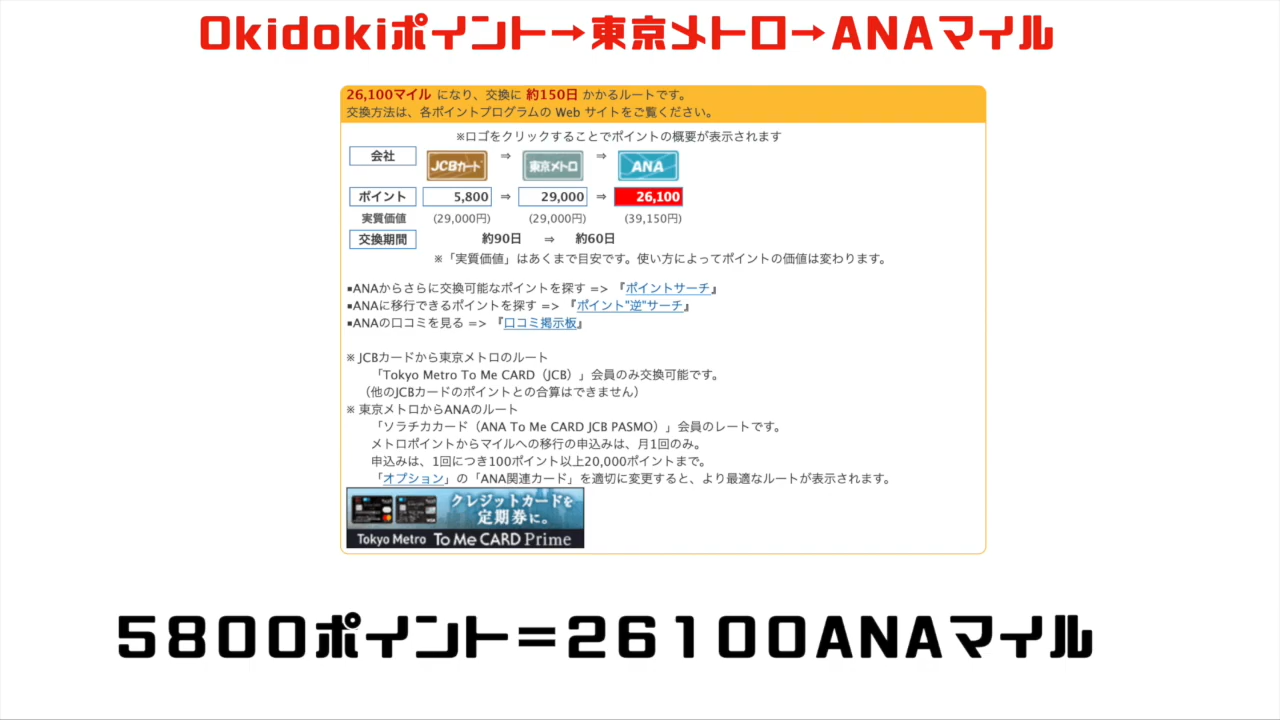 Okidokiポイント→東京メトロ→ANAマイル
26,100マイル になり、交換に 約150日 かかるルートです。
交換方法は、各ポイントプログラムの Web サイトをご覧ください。
※ロゴをクリックすることでポイントの概要が表示されます
会社 JCBカード ⇒ 東京メトロ ⇒ ANA
ポイント 5,800 ⇒ 29,000 ⇒ 26,100
実質価値 (29,000円) (29,000円) (39,150円)
交換期間 約90日 ⇒ 約60日
※「実質価値」はあくまで目安です。使い方によってポイントの価値は変わります。
▪ANAからさらに交換可能なポイントを探す => 『ポイントサーチ』
▪ANAに移行できるポイントを探す => 『ポイント"逆"サーチ』
▪ANAの口コミを見る => 『口コミ掲示板』
※ JCBカードから東京メトロのルート
「Tokyo Metro To Me CARD（JCB）」会員のみ交換可能です。
（他のJCBカードのポイントとの合算はできません）
※ 東京メトロからANAのルート
「ソラチカカード（ANA To Me CARD JCB PASMO）」会員のレートです。
メトロポイントからマイルへの移行の申込みは、月1回のみ。
申込みは、1回につき100ポイント以上20,000ポイントまで。
「オプション」の「ANA関連カード」を適切に変更すると、より最適なルートが表示されます。
クレジットカードを
定期券に。
Tokyo Metro To Me CARD Prime
５８００ポイント＝２６１００ANAマイル